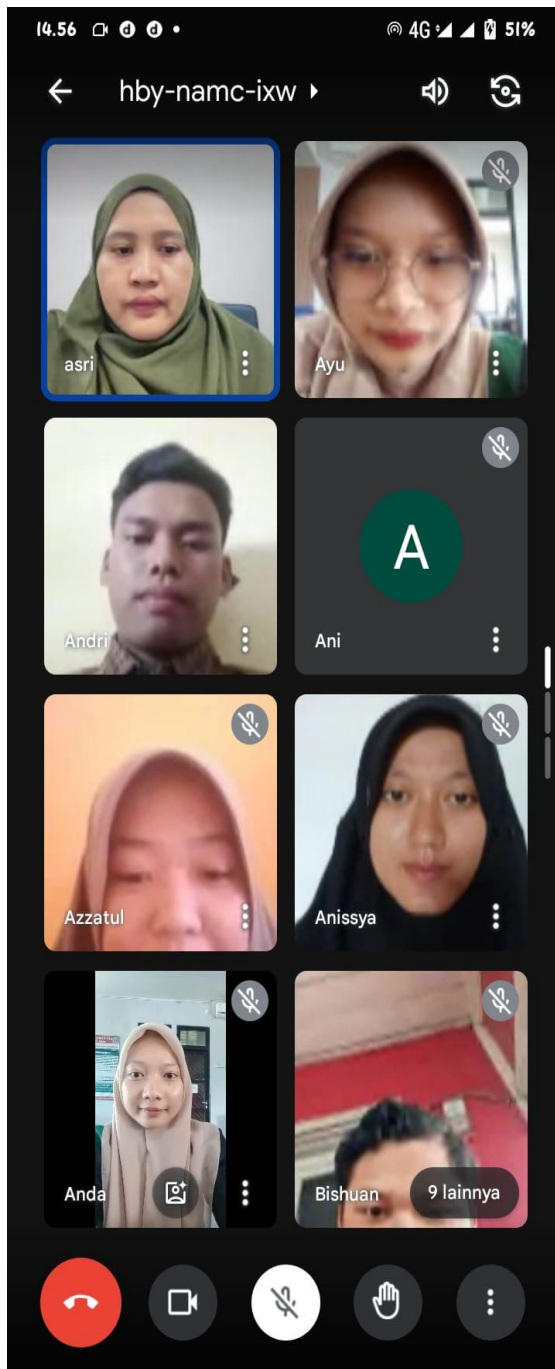 14.56 4G 51%
hby-namc-ixw
asri
Ayu
Andri
A
Ani
Azzatul
Anissya
Anda
Bishuan
9 lainnya